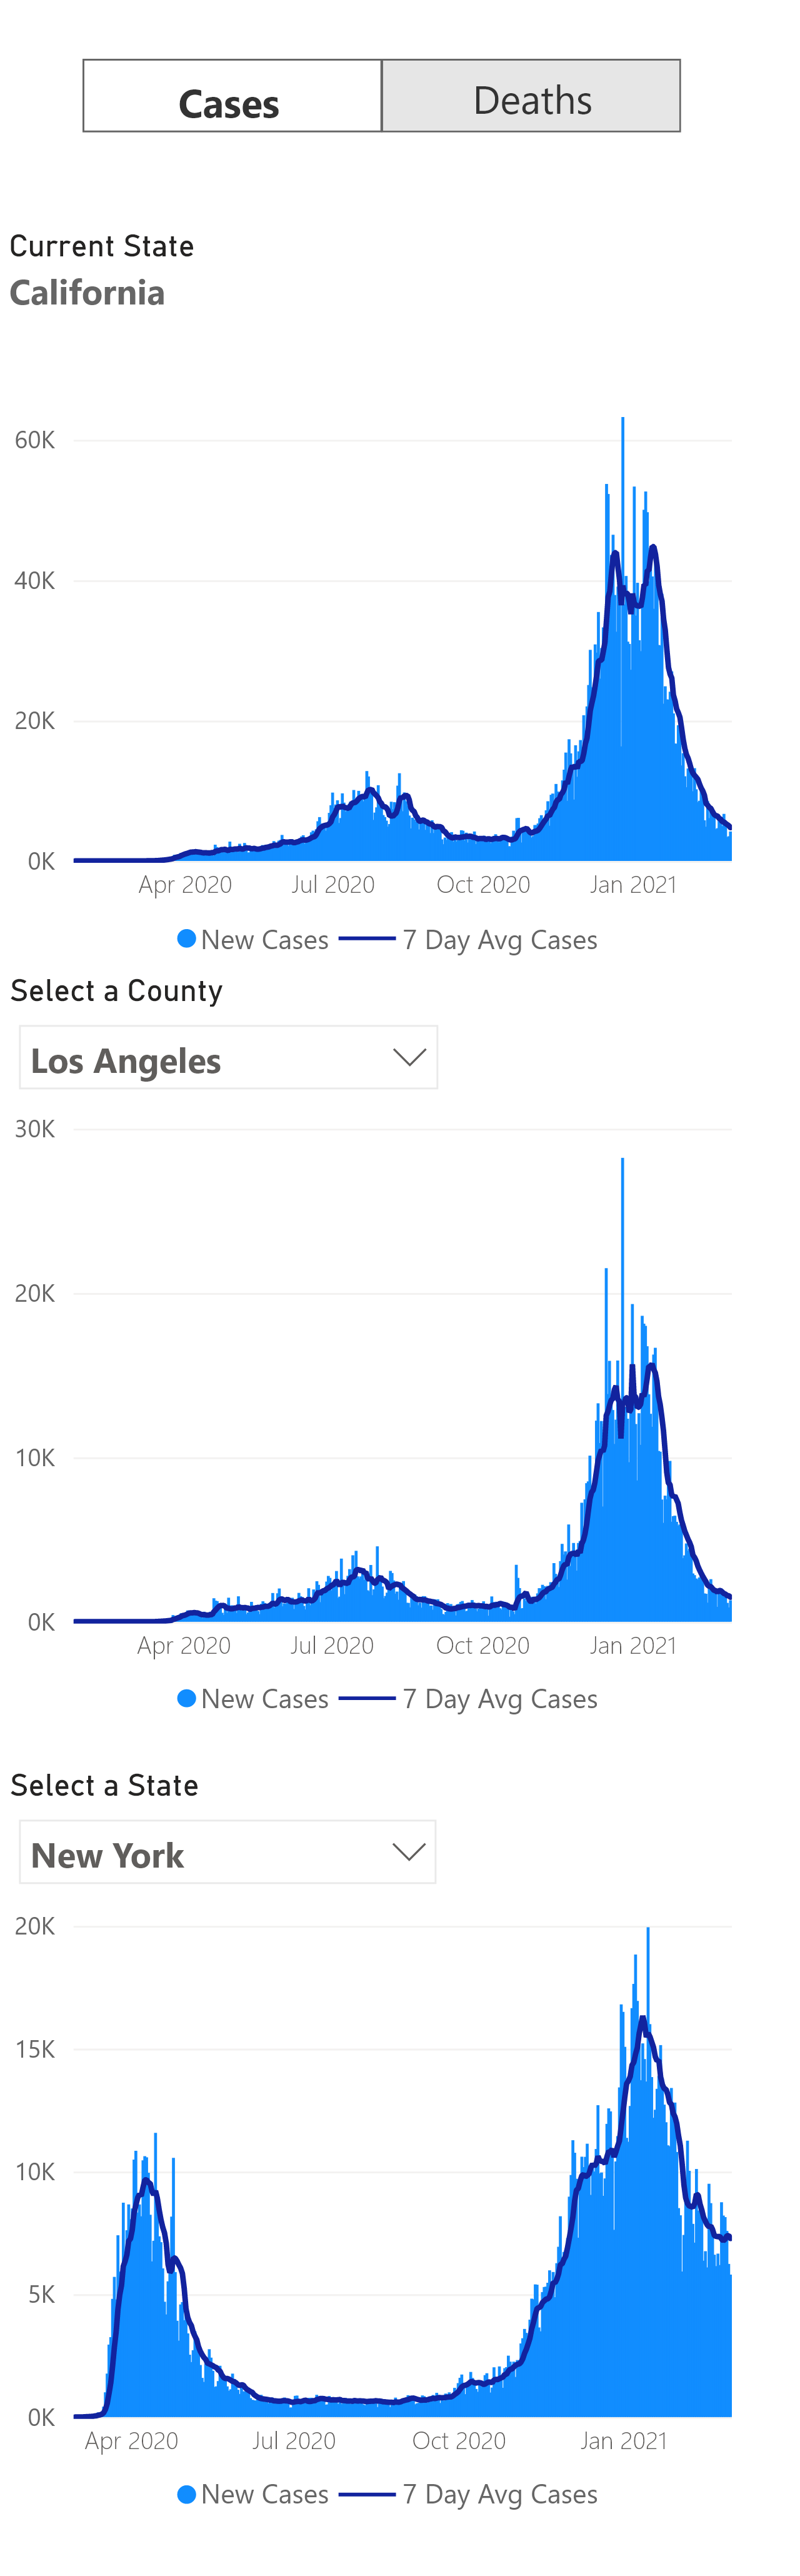 Cases Deaths
Current State
California
60K
40K
20K
0K
Apr 2020 Jul 2020 Oct 2020 Jan 2021
New Cases 7 Day Avg Cases
Select a County
Los Angeles
30K
20K
10K
0K
Apr 2020 Jul 2020 Oct 2020 Jan 2021
New Cases 7 Day Avg Cases
Select a State
New York
20K
15K
10K
5K
0K
Apr 2020 Jul 2020 Oct 2020 Jan 2021
New Cases 7 Day Avg Cases